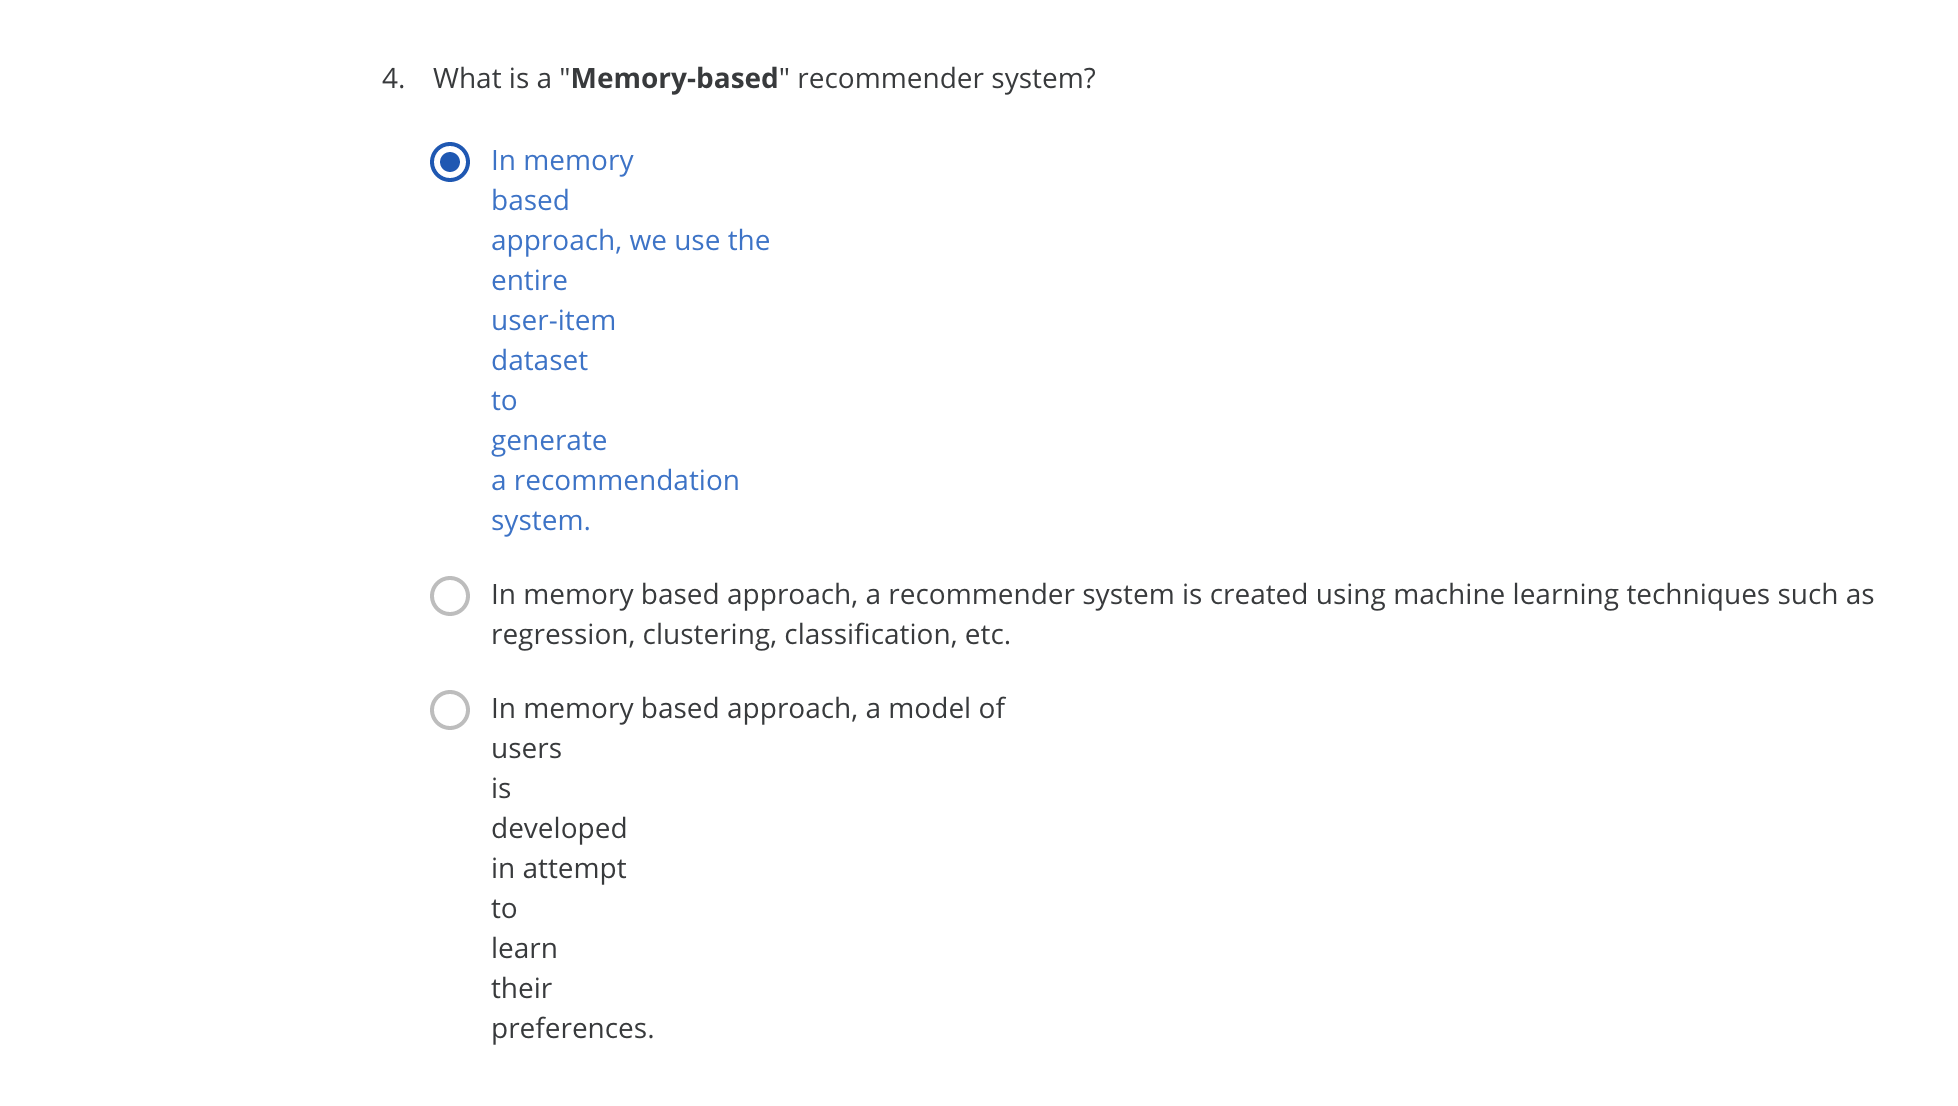 4. What is a "Memory-based" recommender system?
In memory
based
approach, we use the
entire
user-item
dataset
to
generate
a recommendation
system.
In memory based approach, a recommender system is created using machine learning techniques such as
regression, clustering, classification, etc.
In memory based approach, a model of
users
is
developed
in attempt
to
learn
their
preferences.